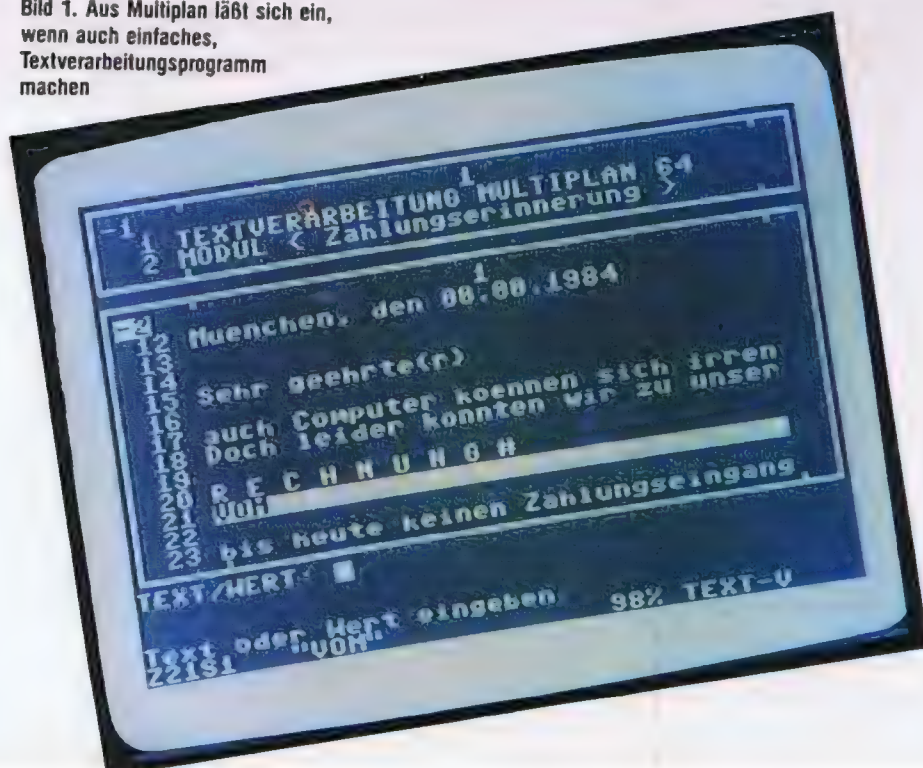 Bild 1. Aus Multiplan läßt sich ein,
wenn auch einfaches,
Textverarbeitungsprogramm
machen
1
1 TEXTVERARBEITUNG MULTIPLAN 64
2 MODUL < Zahlungserinnerung >
1
12 Muenchen, den 00.00.1984
13
14 Sehr geehrte(r)
15
16 auch Computer koennen sich irren
17 Doch leider konnten wir zu unser
18
19 R E C H N U N G #
20 VOM
22
23 bis heute keinen Zahlungseingang
TEXT/WERT:
Text oder Wert eingeben
Z21S1 "VOM" 98% TEXT-V